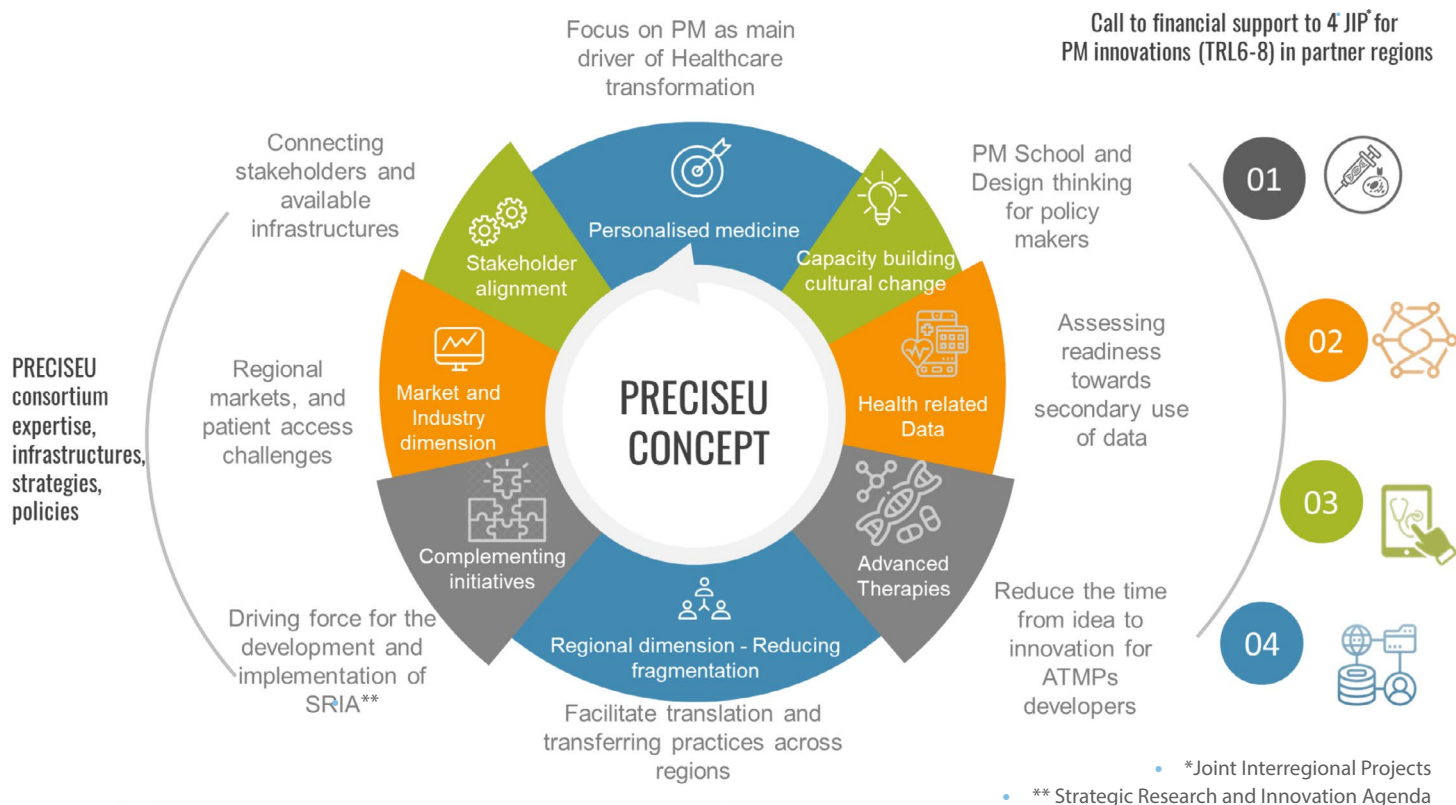 Call to financial support to 4 JIP* for
PM innovations (TRL6-8) in partner regions
Focus on PM as main
driver of Healthcare
transformation
Connecting
stakeholders and
available
infrastructures
PM School and
Design thinking
for policy
makers
Personalised medicine
Stakeholder
alignment
Capacity building
cultural change
PRECISEU
consortium
expertise,
infrastructures,
strategies,
policies
Regional
markets, and
patient access
challenges
Market and
Industry
dimension
PRECISEU
CONCEPT
Health related
Data
Assessing
readiness
towards
secondary use
of data
Complementing
initiatives
Advanced
Therapies
Driving force for the
development and
implementation of
SRIA**
Regional dimension - Reducing
fragmentation
Reduce the time
from idea to
innovation for
ATMPs
developers
Facilitate translation and
transferring practices across
regions
01
02
03
04
• *Joint Interregional Projects
• ** Strategic Research and Innovation Agenda